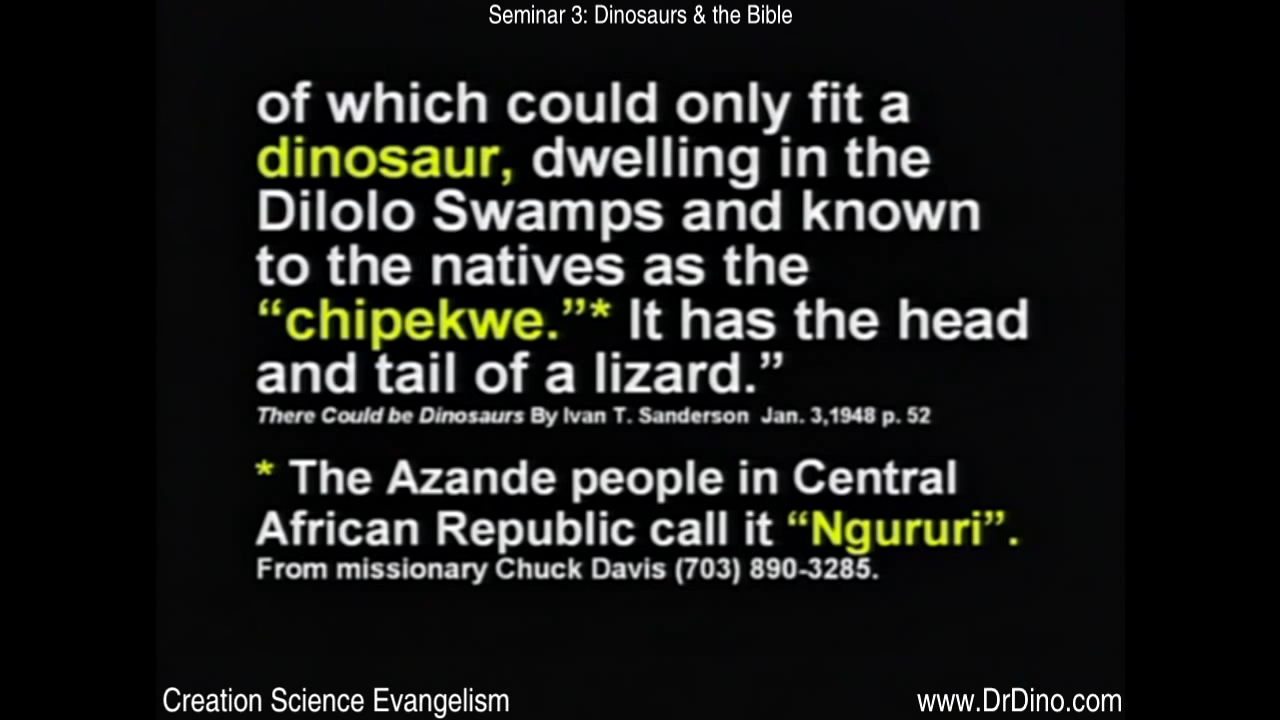 Seminar 3: Dinosaurs & the Bible
of which could only fit a
dinosaur, dwelling in the
Dilolo Swamps and known
to the natives as the
“chipekwe.”* It has the head
and tail of a lizard.”
There Could be Dinosaurs By Ivan T. Sanderson  Jan. 3,1948 p. 52
* The Azande people in Central
African Republic call it “Ngururi”.
From missionary Chuck Davis (703) 890-3285.
Creation Science Evangelism
www.DrDino.com